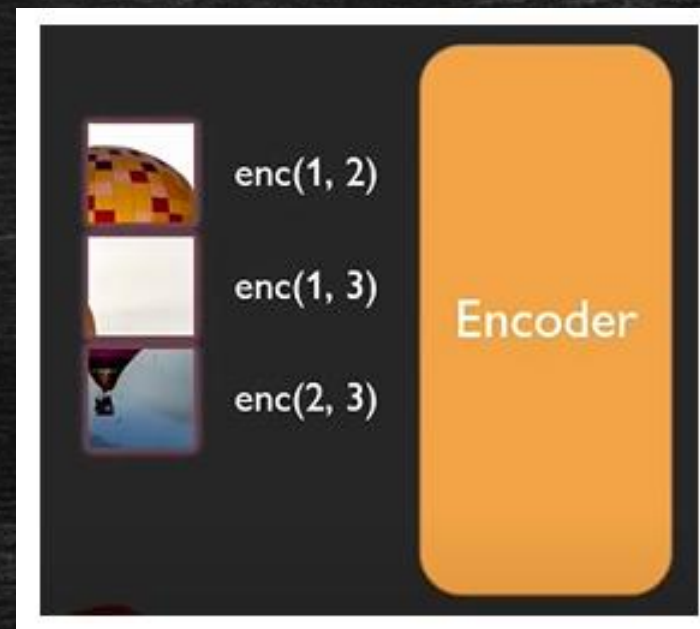 enc(1, 2)
enc(1, 3)
Encoder
enc(2, 3)